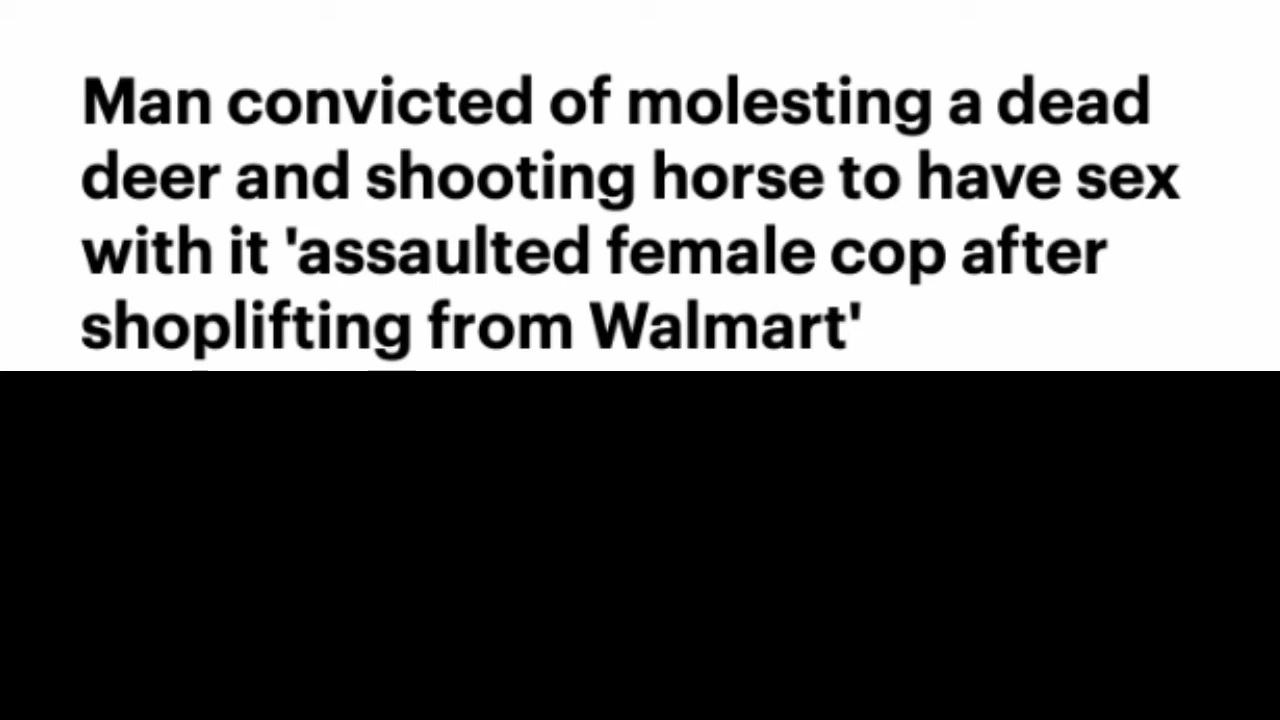 Man convicted of molesting a dead
deer and shooting horse to have sex
with it 'assaulted female cop after
shoplifting from Walmart'